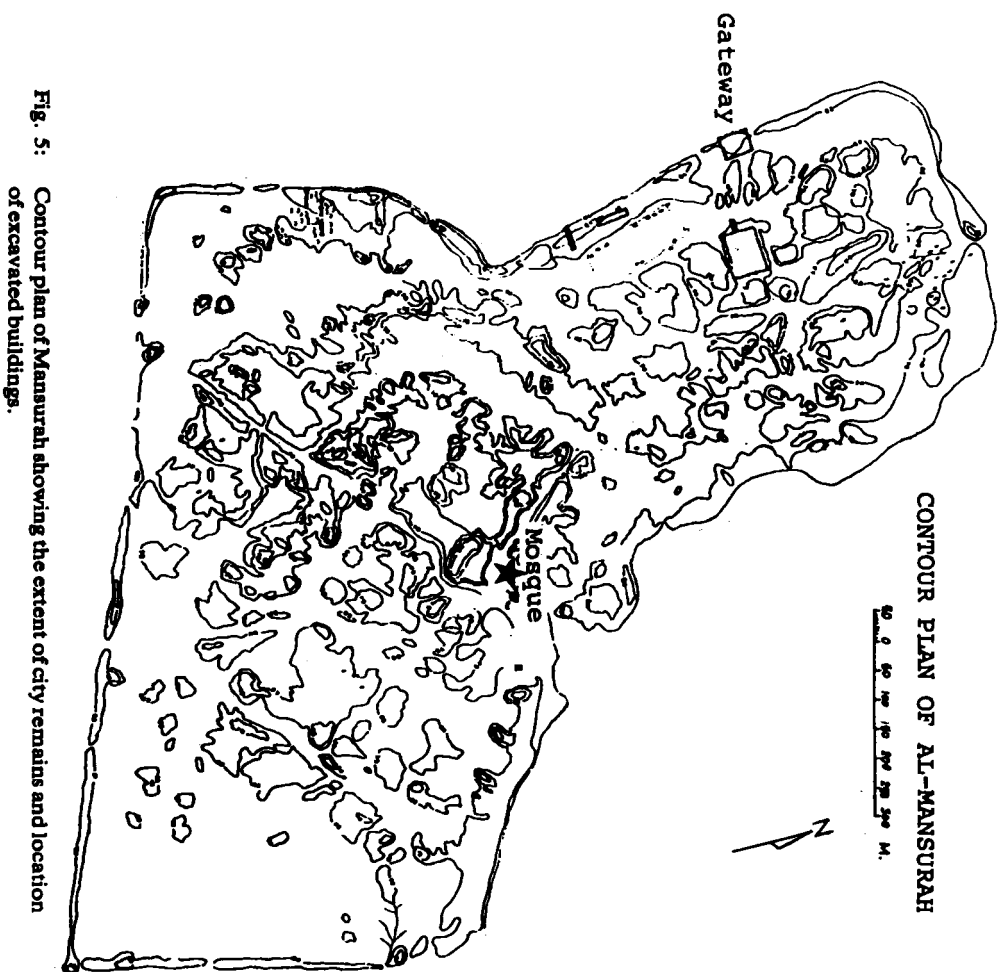 CONTOUR PLAN OF AL-MANSURAH
M.
N
Gateway
Mosque
Fig. 5: Contour plan of Mansurah showing the extent of city remains and location
of excavated buildings.